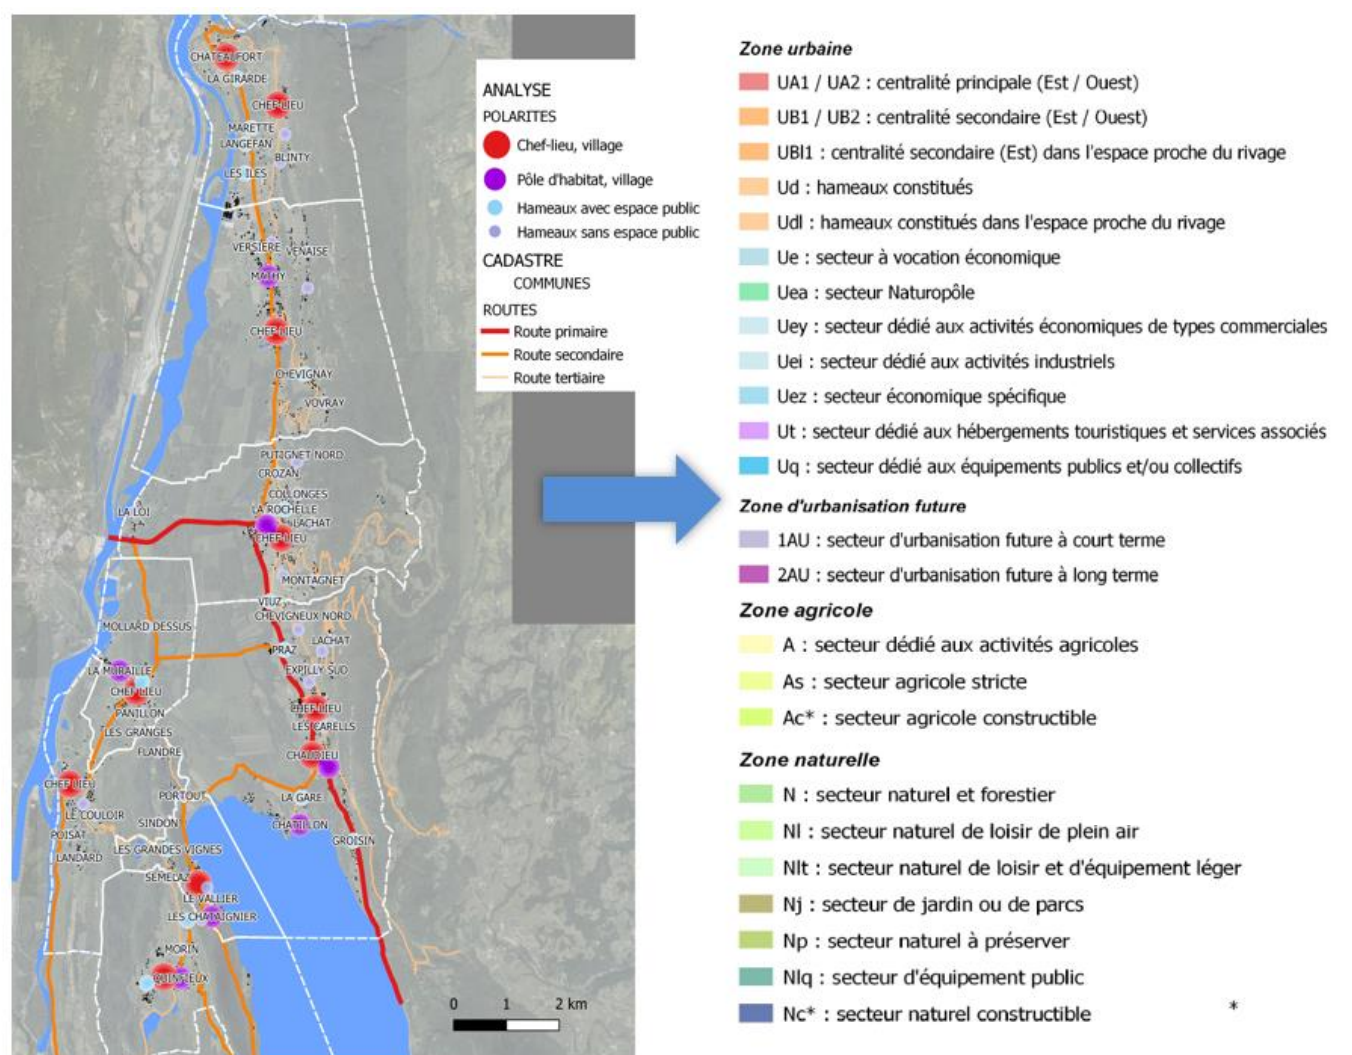 CHATEAUFORT
LA GIRARDE
CHEF-LIEU
MARETTE
LANGEFAN
BLINTY
LES ILES
VERSIERE
VENAISE
MATHY
CHEF-LIEU
CHEVIGNAY
VOVRAY
PUTIGNET NORD
CROZAN
COLLONGES
LA ROCHELLE
LA LOI
LACHAT
CHEF-LIEU
MONTAGNET
VIUZ
CHEVIGNEUX NORD
MOLLARD DESSUS
LACHAT
PRAZ
EXPILLY SUD
LA MURAILLE
CHEF-LIEU
CHEF-LIEU
PANILLON
LES CARELLS
LES GRANGES
FLANDRE
CHAUDIEU
CHEF-LIEU
PORTOUT
LA GARE
LE COULOIR
SINDON
CHATILLON
POISAT
GROISIN
LANDARD
LES GRANDES VIGNES
SEMELAZ
LE VALLIER
LES CHATAIGNIER
MORIN
0 1 2 km
ANALYSE
POLARITES
Chef-lieu, village
Pôle d'habitat, village
Hameaux avec espace public
Hameaux sans espace public
CADASTRE
COMMUNES
ROUTES
Route primaire
Route secondaire
Route tertiaire
Zone urbaine
UA1 / UA2 : centralité principale (Est / Ouest)
UB1 / UB2 : centralité secondaire (Est / Ouest)
UBl1 : centralité secondaire (Est) dans l'espace proche du rivage
Ud : hameaux constitués
Udl : hameaux constitués dans l'espace proche du rivage
Ue : secteur à vocation économique
Uea : secteur Naturopôle
Uey : secteur dédié aux activités économiques de types commerciales
Uei : secteur dédié aux activités industriels
Uez : secteur économique spécifique
Ut : secteur dédié aux hébergements touristiques et services associés
Uq : secteur dédié aux équipements publics et/ou collectifs
Zone d'urbanisation future
1AU : secteur d'urbanisation future à court terme
2AU : secteur d'urbanisation future à long terme
Zone agricole
A : secteur dédié aux activités agricoles
As : secteur agricole stricte
Ac* : secteur agricole constructible
Zone naturelle
N : secteur naturel et forestier
Nl : secteur naturel de loisir de plein air
Nlt : secteur naturel de loisir et d'équipement léger
Nj : secteur de jardin ou de parcs
Np : secteur naturel à préserver
Nlq : secteur d'équipement public
Nc* : secteur naturel constructible
*